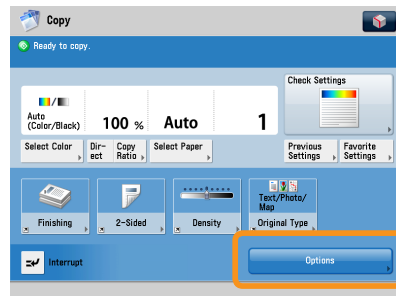 Copy
Ready to copy.
Check Settings
Auto
(Color/Black)
100 %
Auto
1
Select Color
Dir-
ect
Copy
Ratio
Select Paper
Previous
Settings
Favorite
Settings
Finishing
2-Sided
Density
Text/Photo/
Map
Original Type
Interrupt
Options